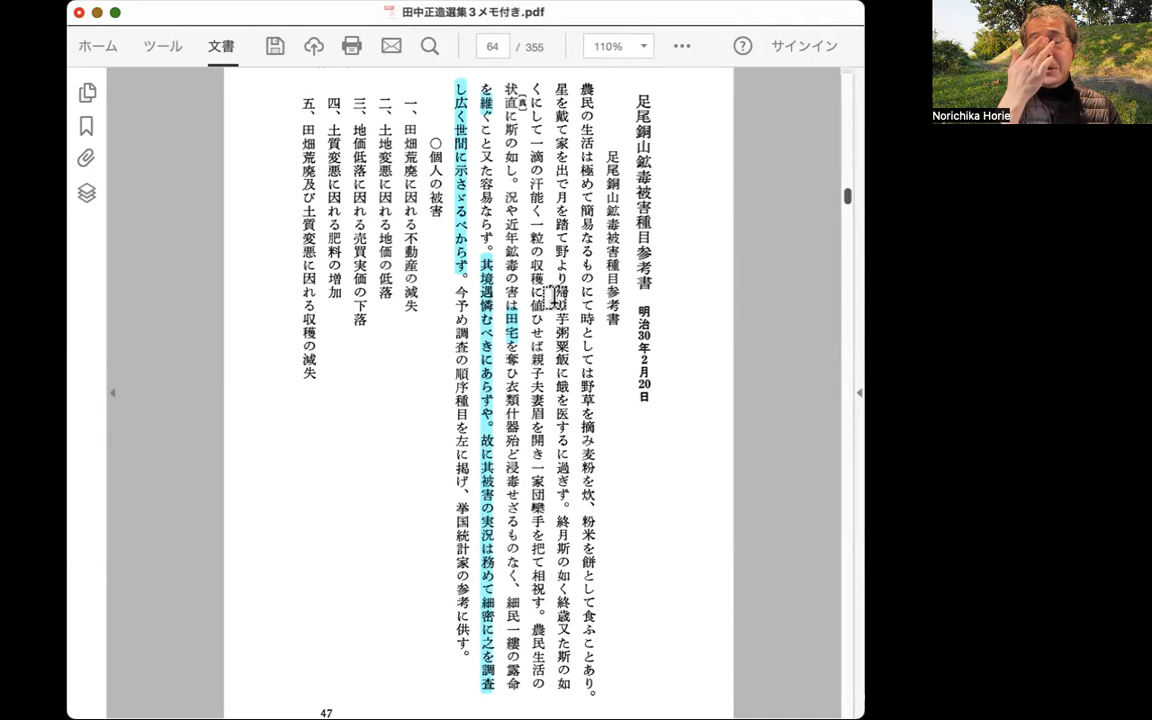 田中正造選集３メモ付き.pdf
ホーム
ツール
文書
64
/ 355
110%
サインイン
足尾銅山鉱毒被害種目参考書 明治30年2月20日
足尾銅山鉱毒被害種目参考書
農民の生活は極めて簡易なるものにて時としては野草を摘み麦粉を炊、粉米を餅として食ふことあり。
星を戴て家を出で月を踏て野より帰り芋粥粟飯に餓を医するに過ぎず。終月斯の如く終歳又た斯の如
くにして一滴の汗能く一粒の収穫に値ひせば親子夫妻眉を開き一家団欒手を把て相祝す。農民生活の
状直〔真〕に斯の如し。況や近年鉱毒の害は田宅を奪ひ衣類什器殆ど浸毒せざるものなく、細民一縷の露命
を維ぐこと又た容易ならず。其境遇憐むべきにあらずや。故に其被害の実況は務めて細密に之を調査
し広く世間に示さゞるべからず。今予め調査の順序種目を左に掲げ、挙国統計家の参考に供す。
〇個人の被害
一、田畑荒廃に因れる不動産の減失
二、土地変悪に因れる地価の低落
三、地価低落に因れる売買実価の下落
四、土質変悪に因れる肥料の増加
五、田畑荒廃及び土質変悪に因れる収穫の減失
47
Norichika Horie